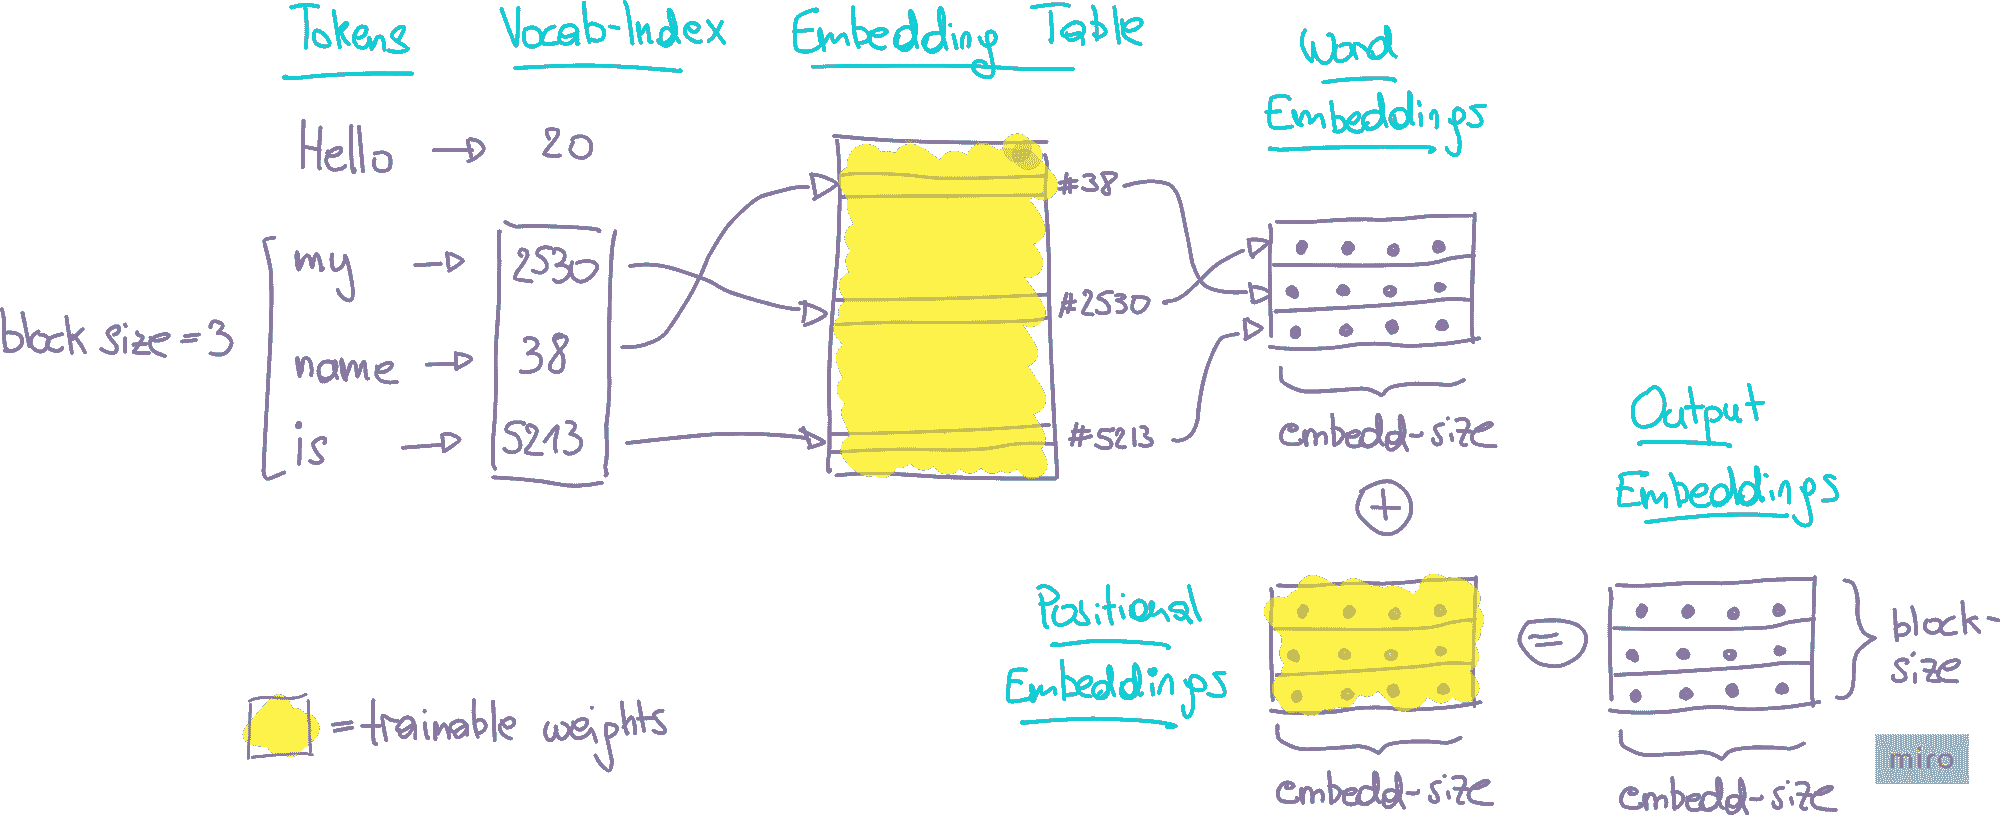 Tokens
Vocab-Index
Embedding Table
Word
Embeddings
Hello → 20
my → 2530
name → 38
is → 5213
block size = 3
#38
#2530
#5213
embedd-size
+
Output
Embeddings
Positional
Embeddings
=
block-
size
embedd-size
embedd-size
= trainable weights
miro